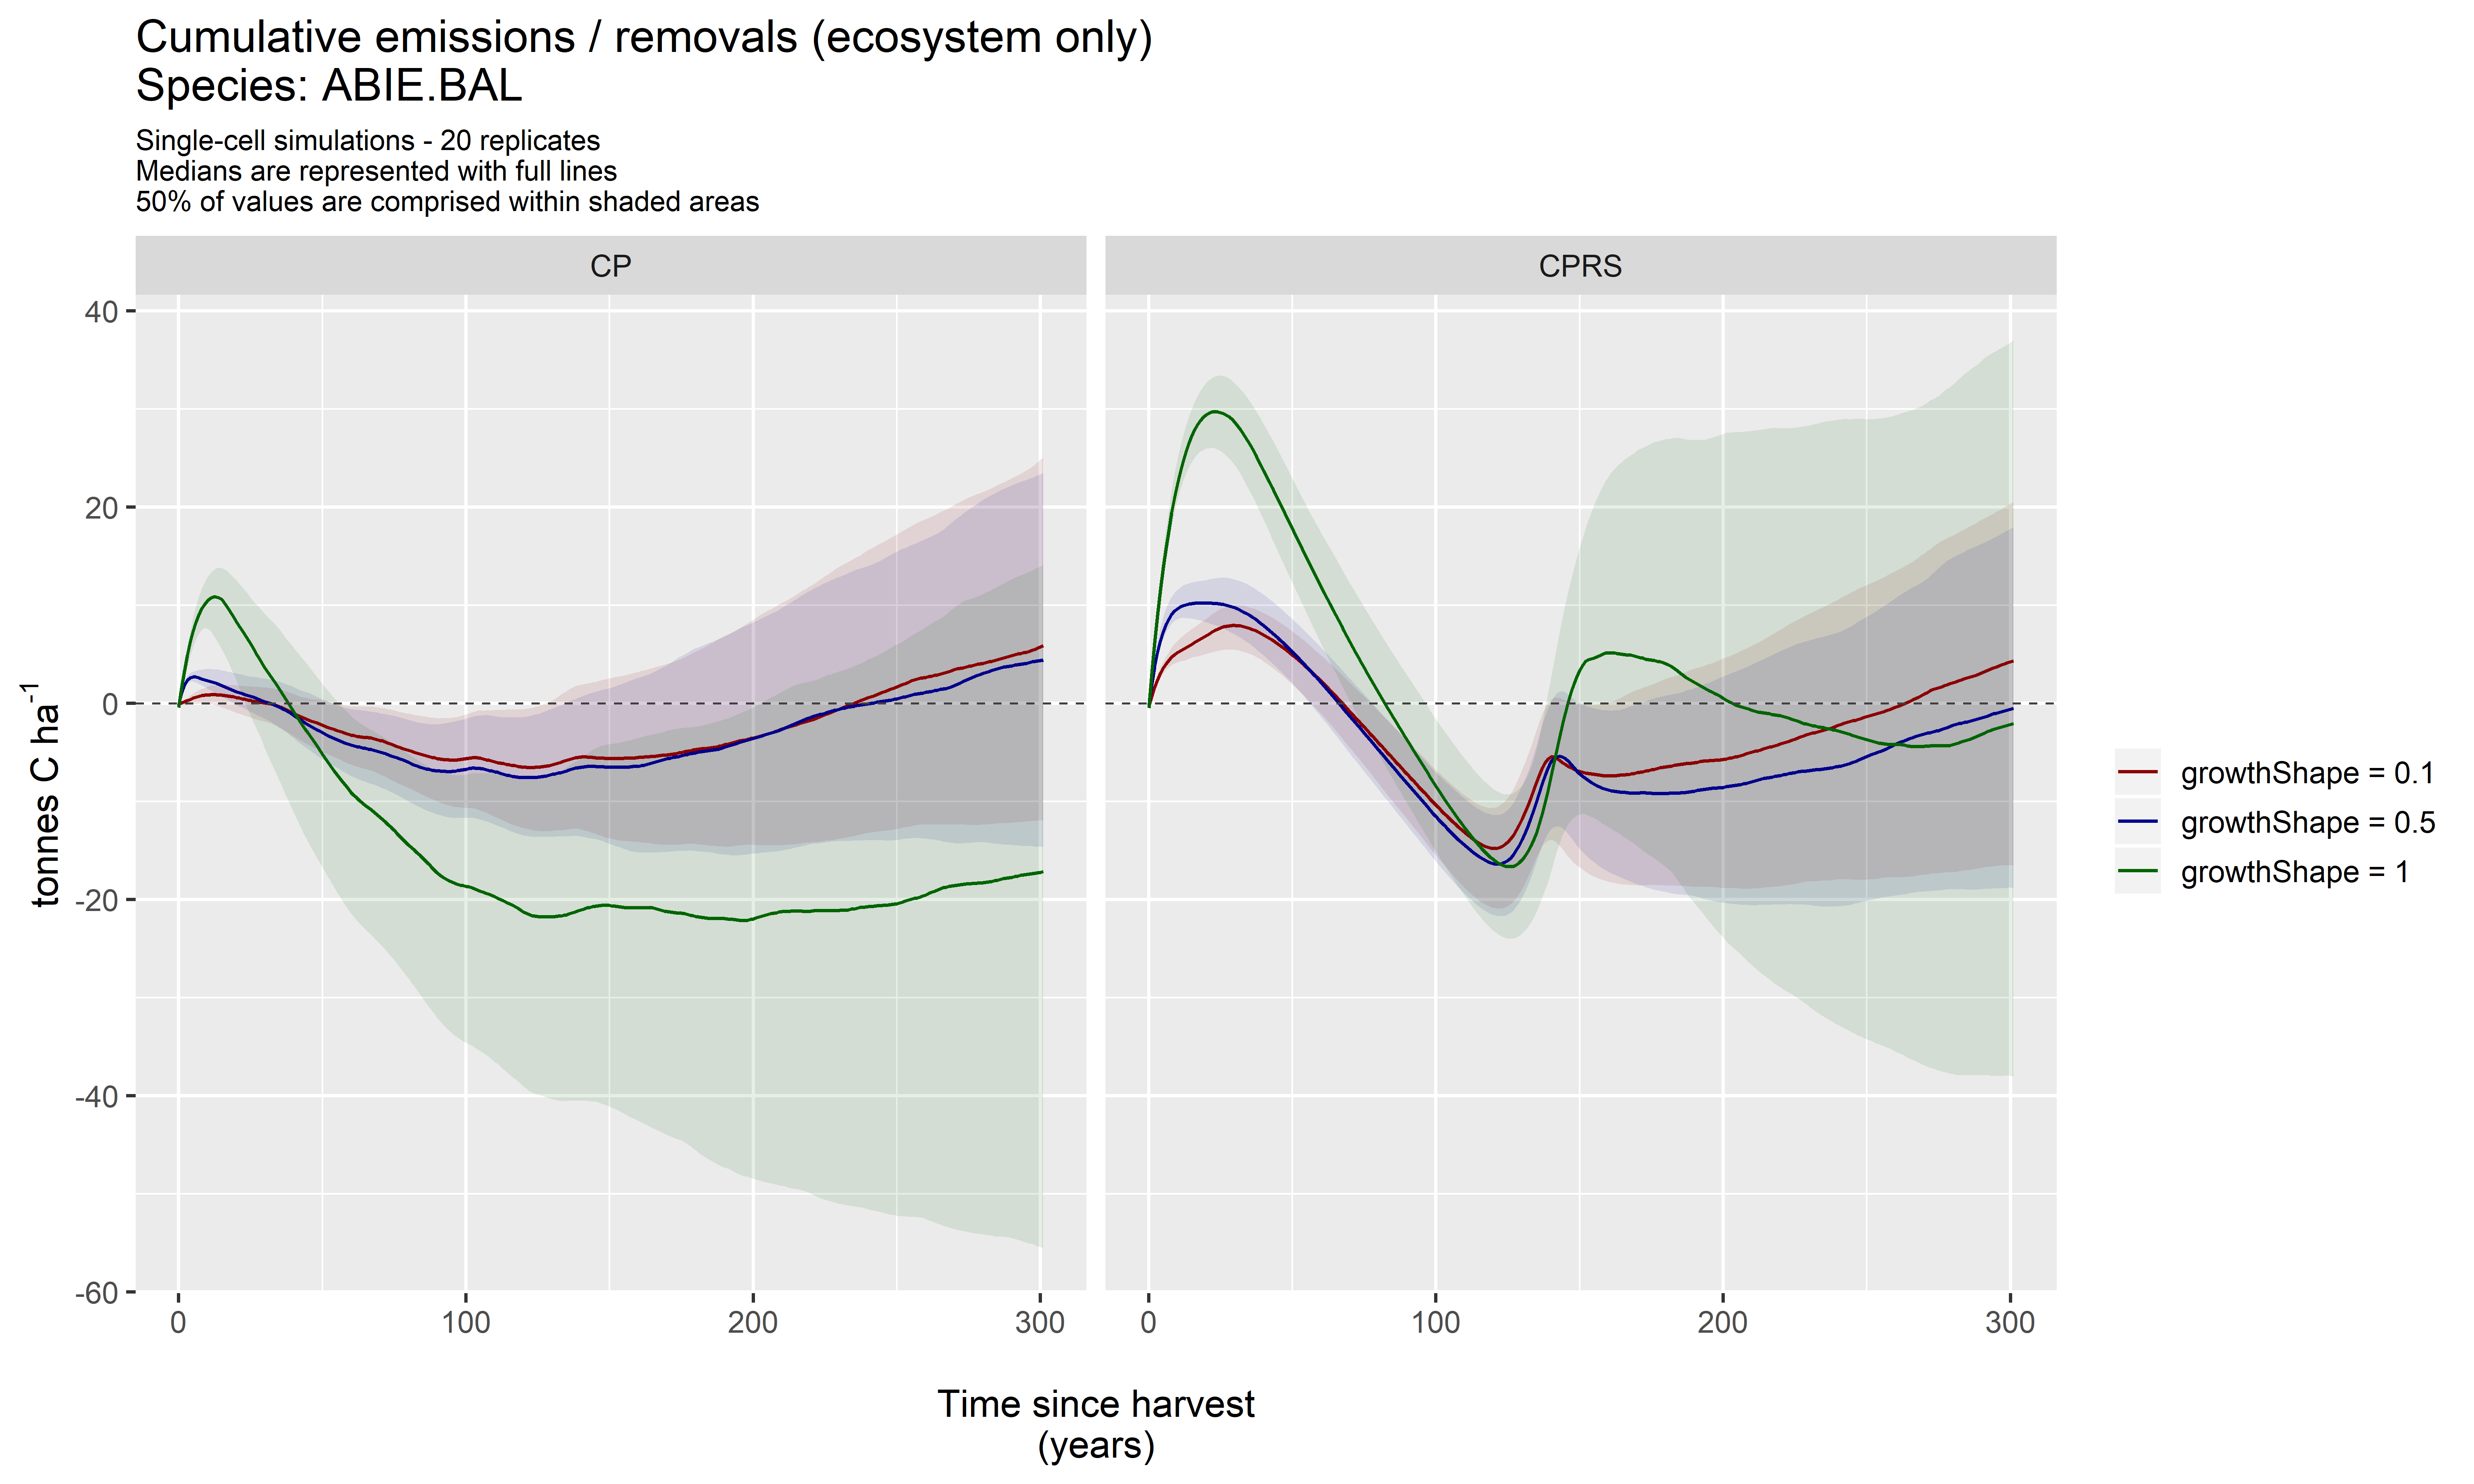 Cumulative emissions / removals (ecosystem only)
Species: ABIE.BAL
Single-cell simulations - 20 replicates
Medians are represented with full lines
50% of values are comprised within shaded areas
CP
CPRS
40
20
0
-20
-40
-60
tonnes C ha-1
0
100
200
300
0
100
200
300
Time since harvest
(years)
growthShape = 0.1
growthShape = 0.5
growthShape = 1